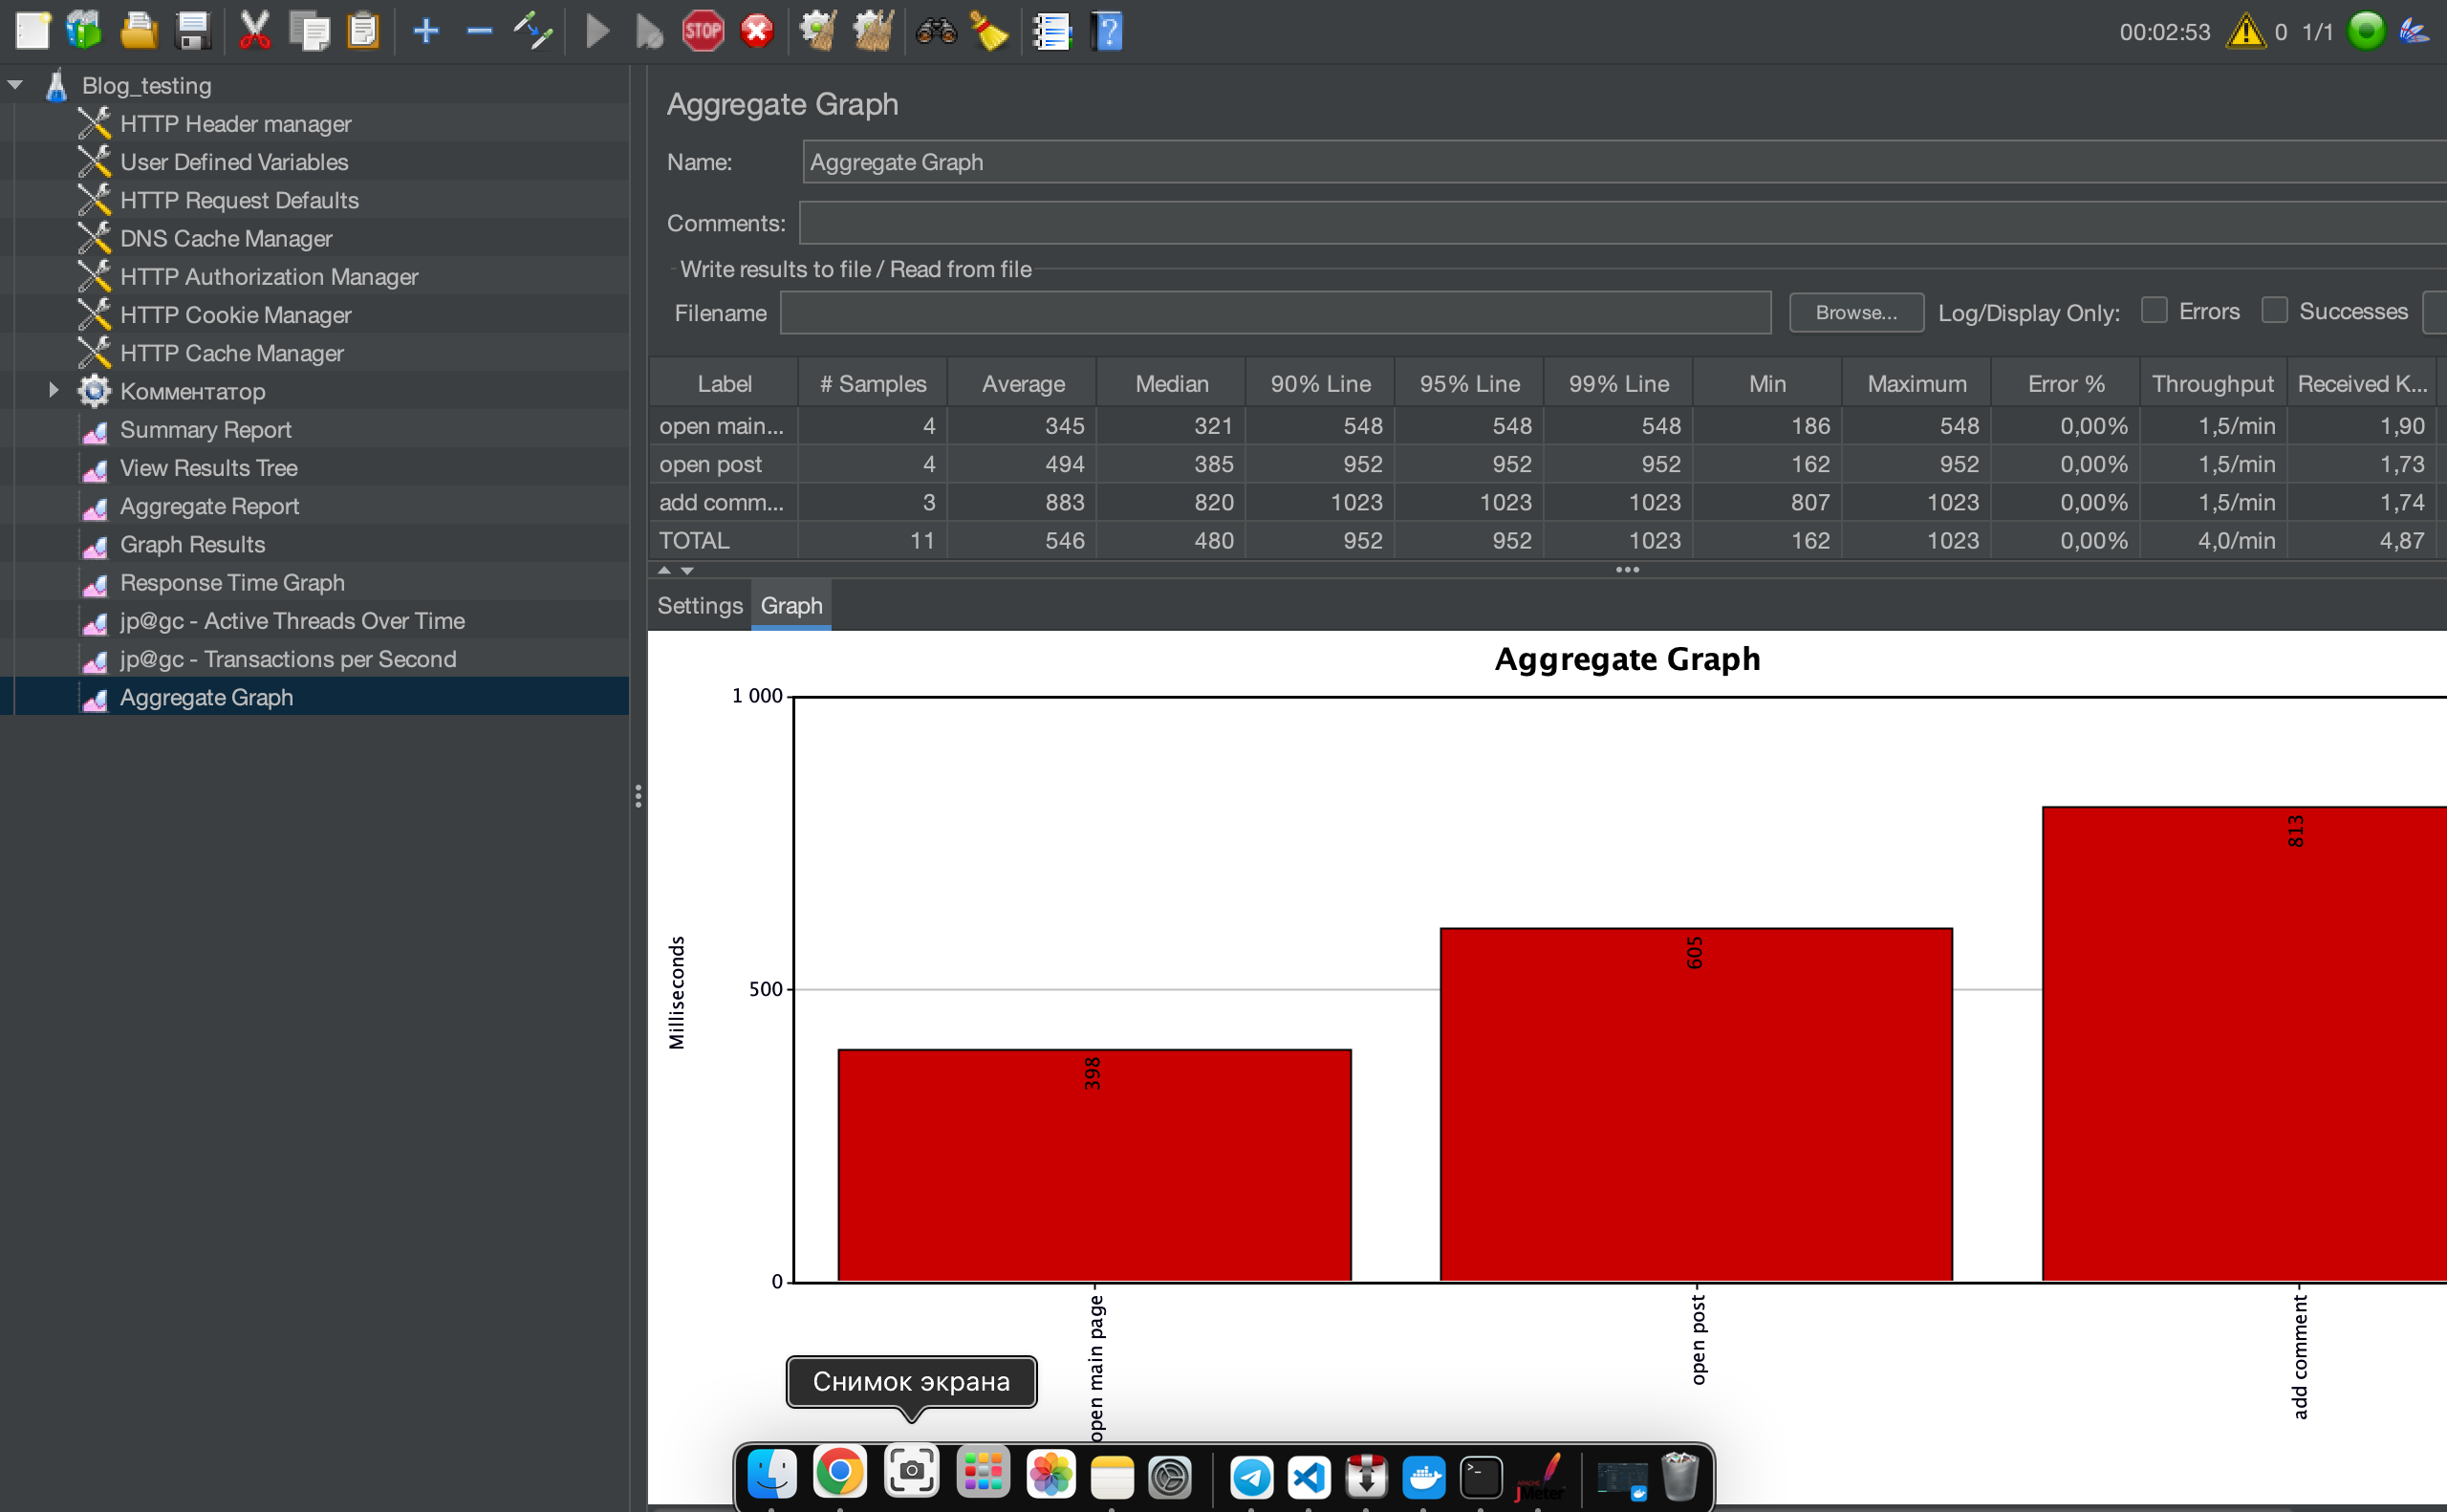 STOP
00:02:53
0
1/1
Blog_testing
HTTP Header manager
User Defined Variables
HTTP Request Defaults
DNS Cache Manager
HTTP Authorization Manager
HTTP Cookie Manager
HTTP Cache Manager
Комментатор
Summary Report
View Results Tree
Aggregate Report
Graph Results
Response Time Graph
jp@gc - Active Threads Over Time
jp@gc - Transactions per Second
Aggregate Graph
Aggregate Graph
Name: Aggregate Graph
Comments:
Write results to file / Read from file
Filename Browse... Log/Display Only: Errors Successes
Label # Samples Average Median 90% Line 95% Line 99% Line Min Maximum Error % Throughput Received K...
open main... 4 345 321 548 548 548 186 548 0,00% 1,5/min 1,90
open post 4 494 385 952 952 952 162 952 0,00% 1,5/min 1,73
add comm... 3 883 820 1023 1023 1023 807 1023 0,00% 1,5/min 1,74
TOTAL 11 546 480 952 952 1023 162 1023 0,00% 4,0/min 4,87
Settings Graph
Aggregate Graph
1 000
500
0
Milliseconds
398
605
813
open main page
open post
add comment
Снимок экрана
APACHE
JMeter